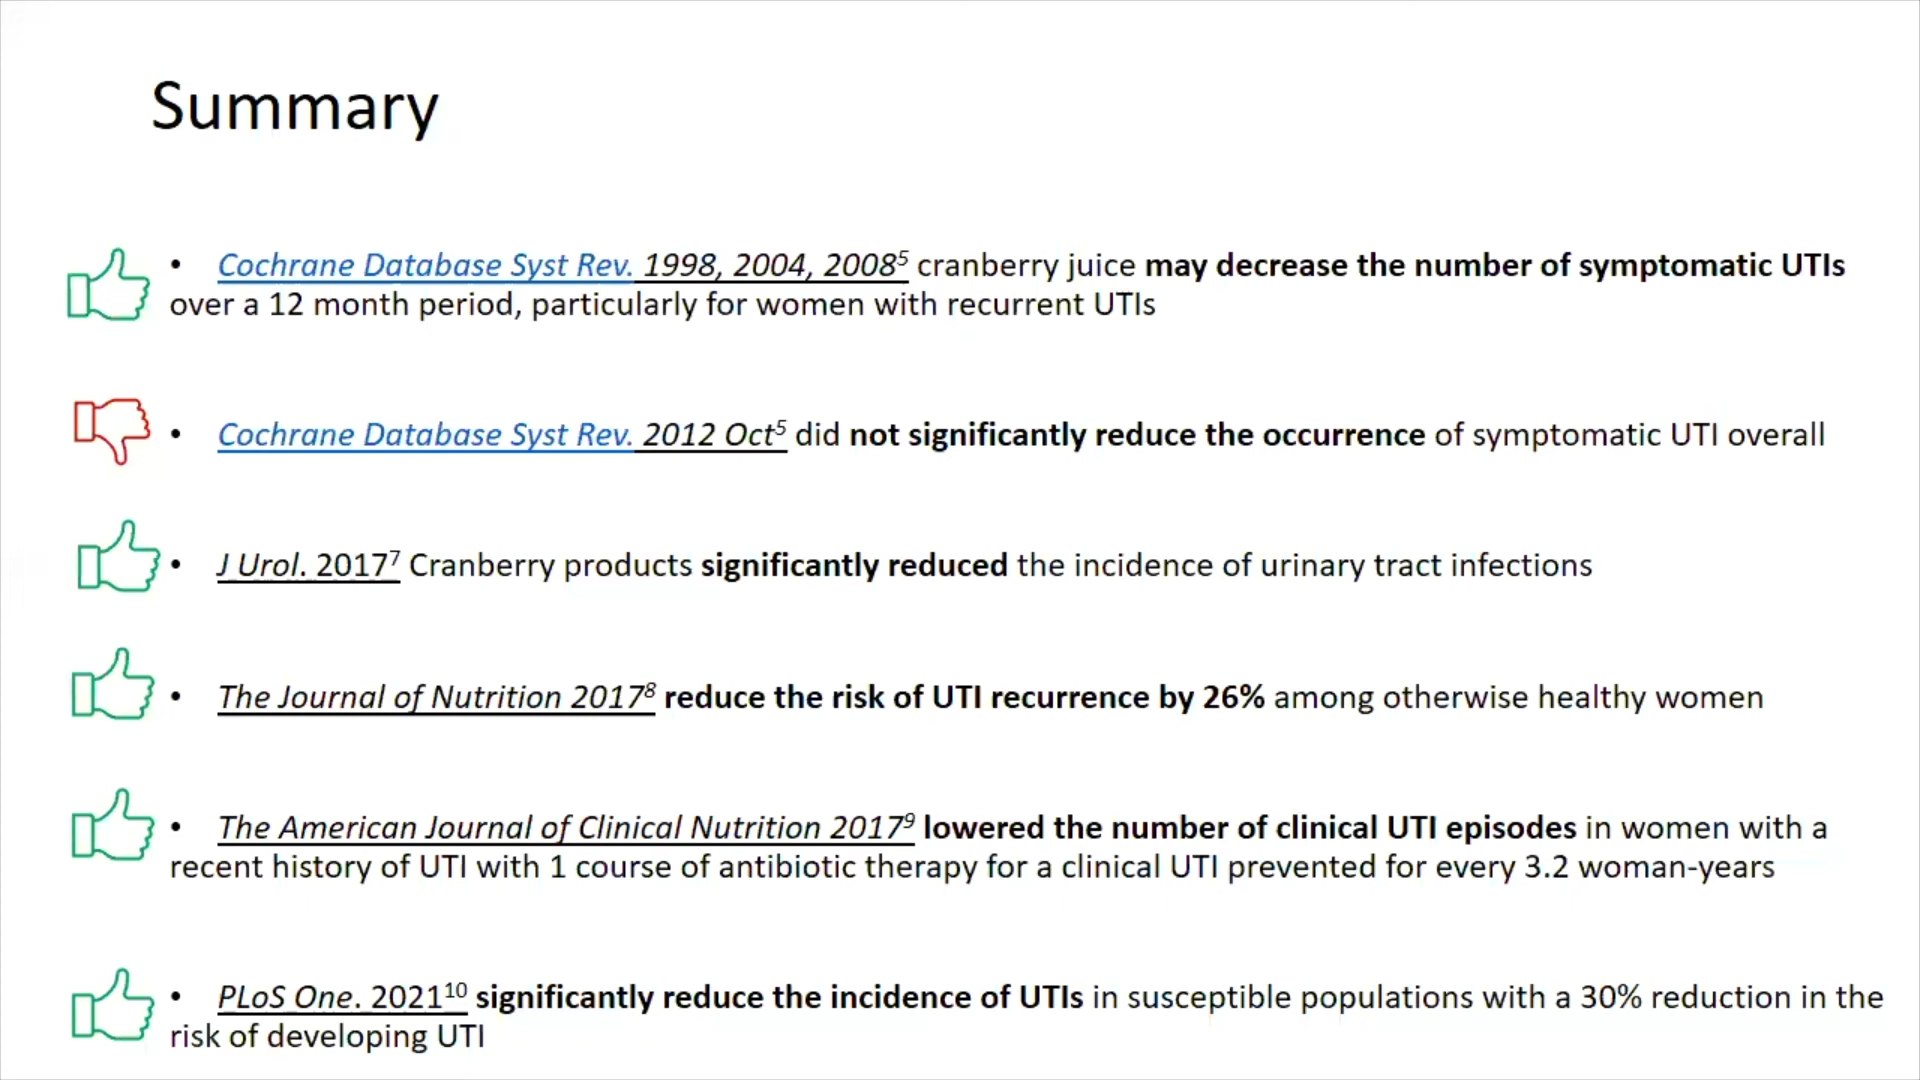 Summary
• Cochrane Database Syst Rev. 1998, 2004, 2008⁵ cranberry juice may decrease the number of symptomatic UTIs
over a 12 month period, particularly for women with recurrent UTIs
• Cochrane Database Syst Rev. 2012 Oct⁵ did not significantly reduce the occurrence of symptomatic UTI overall
• J Urol. 2017⁷ Cranberry products significantly reduced the incidence of urinary tract infections
• The Journal of Nutrition 2017⁸ reduce the risk of UTI recurrence by 26% among otherwise healthy women
• The American Journal of Clinical Nutrition 2017⁹ lowered the number of clinical UTI episodes in women with a
recent history of UTI with 1 course of antibiotic therapy for a clinical UTI prevented for every 3.2 woman-years
• PLoS One. 2021¹⁰ significantly reduce the incidence of UTIs in susceptible populations with a 30% reduction in the
risk of developing UTI